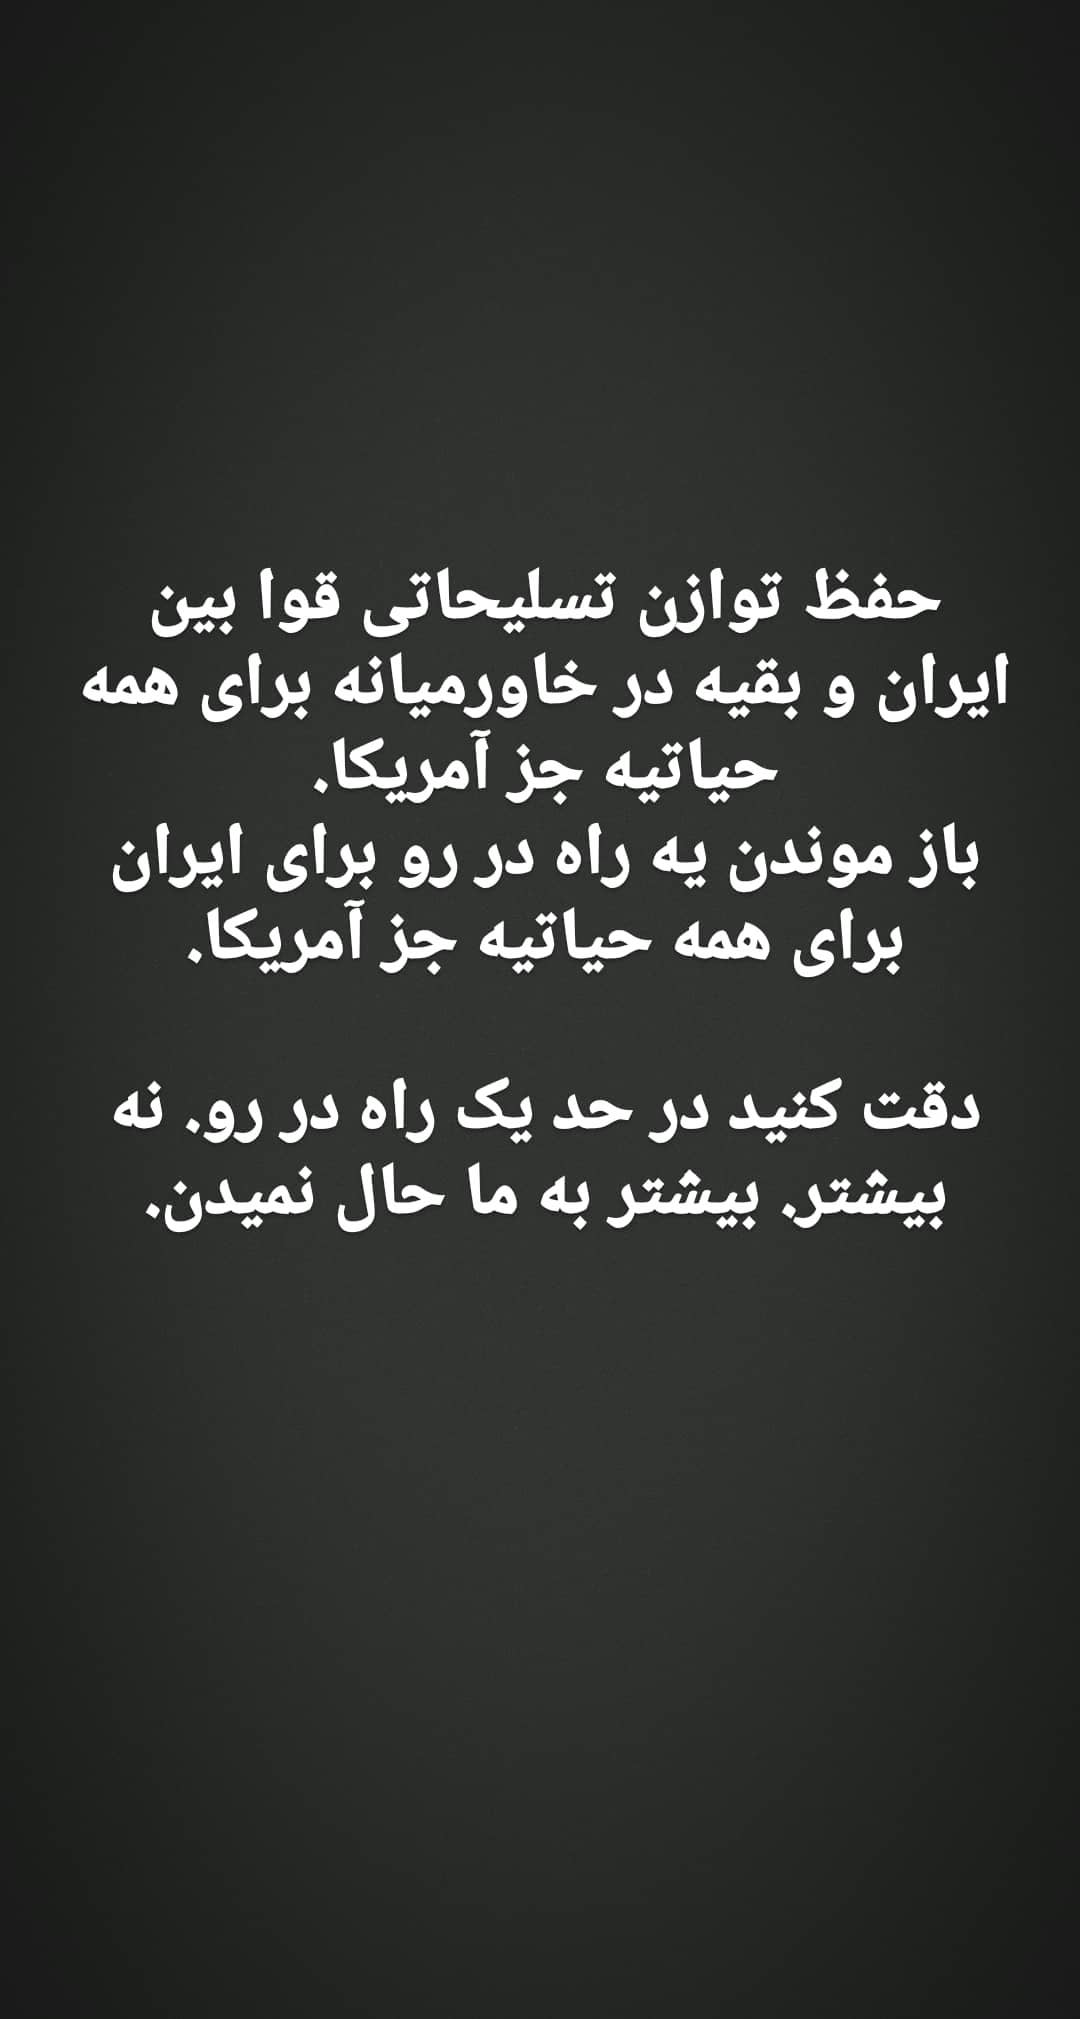 حفظ توازن تسلیحاتی قوا بین
ایران و بقیه در خاورمیانه برای همه
حیاتیه جز آمریکا.
باز موندن یه راه در رو برای ایران
برای همه حیاتیه جز آمریکا.
دقت کنید در حد یک راه در رو. نه
بیشتر. بیشتر به ما حال نمیدن.